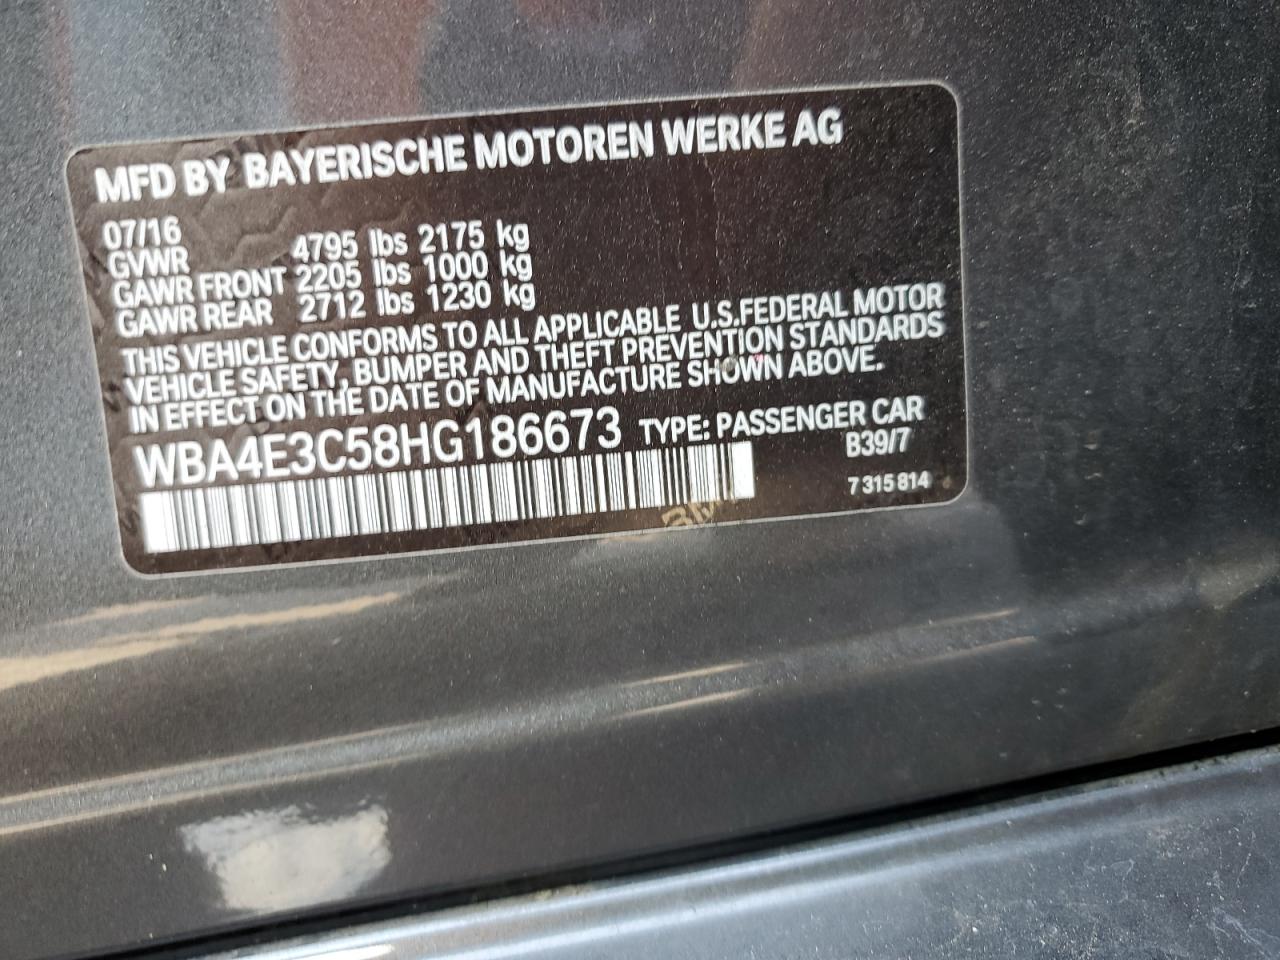 MFD BY BAYERISCHE MOTOREN WERKE AG
07/16
GVWR 4795 lbs 2175 kg
GAWR FRONT 2205 lbs 1000 kg
GAWR REAR 2712 lbs 1230 kg
THIS VEHICLE CONFORMS TO ALL APPLICABLE U.S.FEDERAL MOTOR
VEHICLE SAFETY, BUMPER AND THEFT PREVENTION STANDARDS
IN EFFECT ON THE DATE OF MANUFACTURE SHOWN ABOVE.
WBA4E3C58HG186673 TYPE: PASSENGER CAR
B39/7
7 315 814